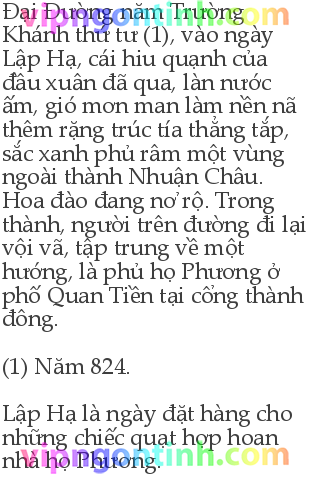 Đại Đường năm Trường
Khánh thứ tư (1), vào ngày
Lập Hạ, cái hiu quạnh của
đầu xuân đã qua, làn nước
ấm, gió mơn man làm nền nã
thêm rặng trúc tía thẳng tắp,
sắc xanh phủ râm một vùng
ngoài thành Nhuận Châu.
Hoa đào đang nở rộ. Trong
thành, người trên đường đi lại
vội vã, tập trung về một
hướng, là phủ họ Phương ở
phố Quan Tiền tại cổng thành
đông.
(1) Năm 824.
Lập Hạ là ngày đặt hàng cho
những chiếc quạt hợp hoan
nhà họ Phương.
vipngontinh.com
vipngontinh.com